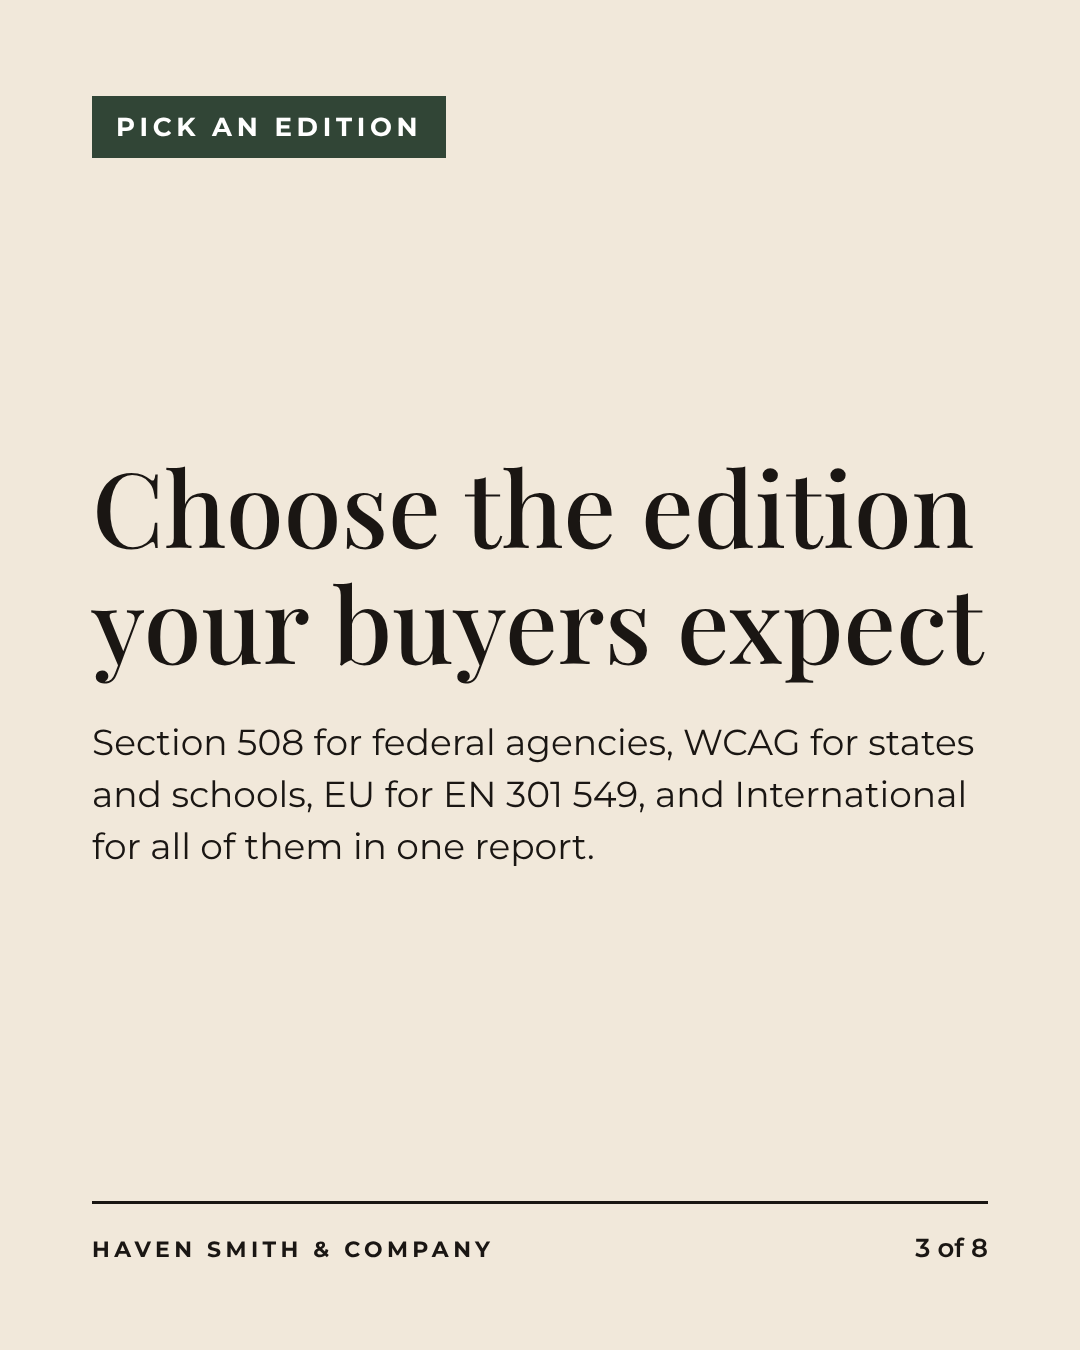 PICK AN EDITION
Choose the edition
your buyers expect
Section 508 for federal agencies, WCAG for states
and schools, EU for EN 301 549, and International
for all of them in one report.
HAVEN SMITH & COMPANY
3 of 8